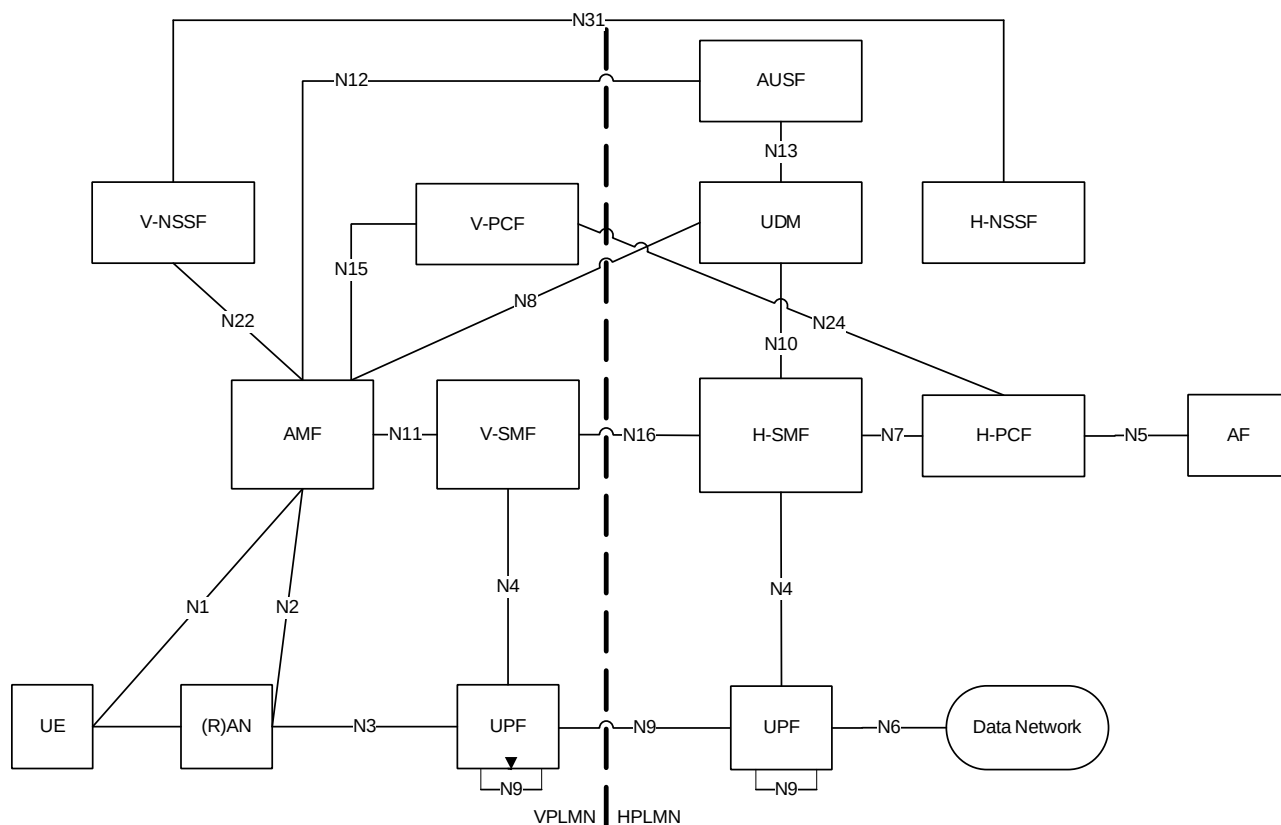 N31
AUSF
N12
N13
V-NSSF
V-PCF
UDM
H-NSSF
N15
N8
N22
N24
N10
AMF
N11
V-SMF
N16
H-SMF
N7
H-PCF
N5
AF
N4
N4
N1
N2
UE
(R)AN
N3
UPF
N9
UPF
N6
Data Network
N9
N9
VPLMN
HPLMN